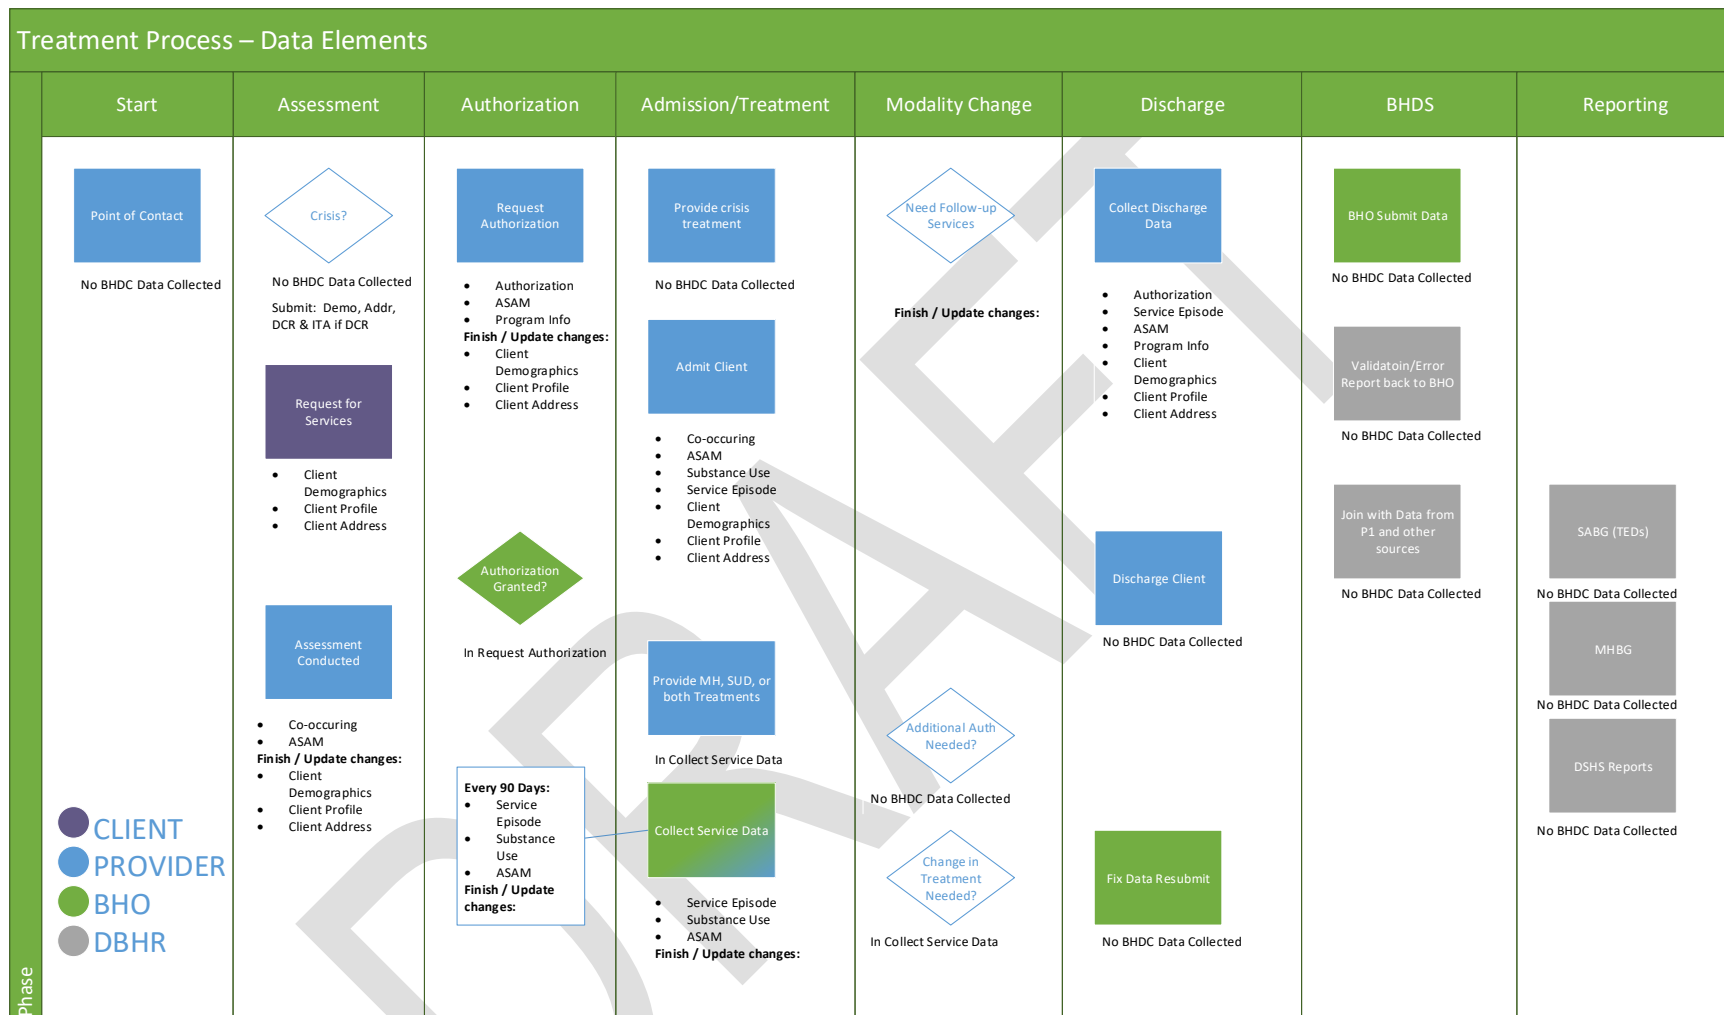 Treatment Process – Data Elements
Phase
Start
Assessment
Authorization
Admission/Treatment
Modality Change
Discharge
BHDS
Reporting
Point of Contact
No BHDC Data Collected
CLIENT
PROVIDER
BHO
DBHR
Crisis?
No BHDC Data Collected
Submit: Demo, Addr,
DCR & ITA if DCR
Request for
Services
• Client
Demographics
• Client Profile
• Client Address
Assessment
Conducted
• Co-occuring
• ASAM
Finish / Update changes:
• Client
Demographics
• Client Profile
• Client Address
Request
Authorization
• Authorization
• ASAM
• Program Info
Finish / Update changes:
• Client
Demographics
• Client Profile
• Client Address
Authorization
Granted?
In Request Authorization
Every 90 Days:
• Service
Episode
• Substance
Use
• ASAM
Finish / Update
changes:
Provide crisis
treatment
No BHDC Data Collected
Admit Client
• Co-occuring
• ASAM
• Substance Use
• Service Episode
• Client
Demographics
• Client Profile
• Client Address
Provide MH, SUD, or
both Treatments
In Collect Service Data
Collect Service Data
• Service Episode
• Substance Use
• ASAM
Finish / Update changes:
Need Follow-up
Services
Finish / Update changes:
Additional Auth
Needed?
No BHDC Data Collected
Change in
Treatment
Needed?
In Collect Service Data
Collect Discharge
Data
• Authorization
• Service Episode
• ASAM
• Program Info
• Client
Demographics
• Client Profile
• Client Address
Discharge Client
No BHDC Data Collected
Fix Data Resubmit
No BHDC Data Collected
BHO Submit Data
No BHDC Data Collected
Validatoin/Error
Report back to BHO
No BHDC Data Collected
Join with Data from
P1 and other
sources
No BHDC Data Collected
SABG (TEDs)
No BHDC Data Collected
MHBG
No BHDC Data Collected
DSHS Reports
No BHDC Data Collected
DRAFT